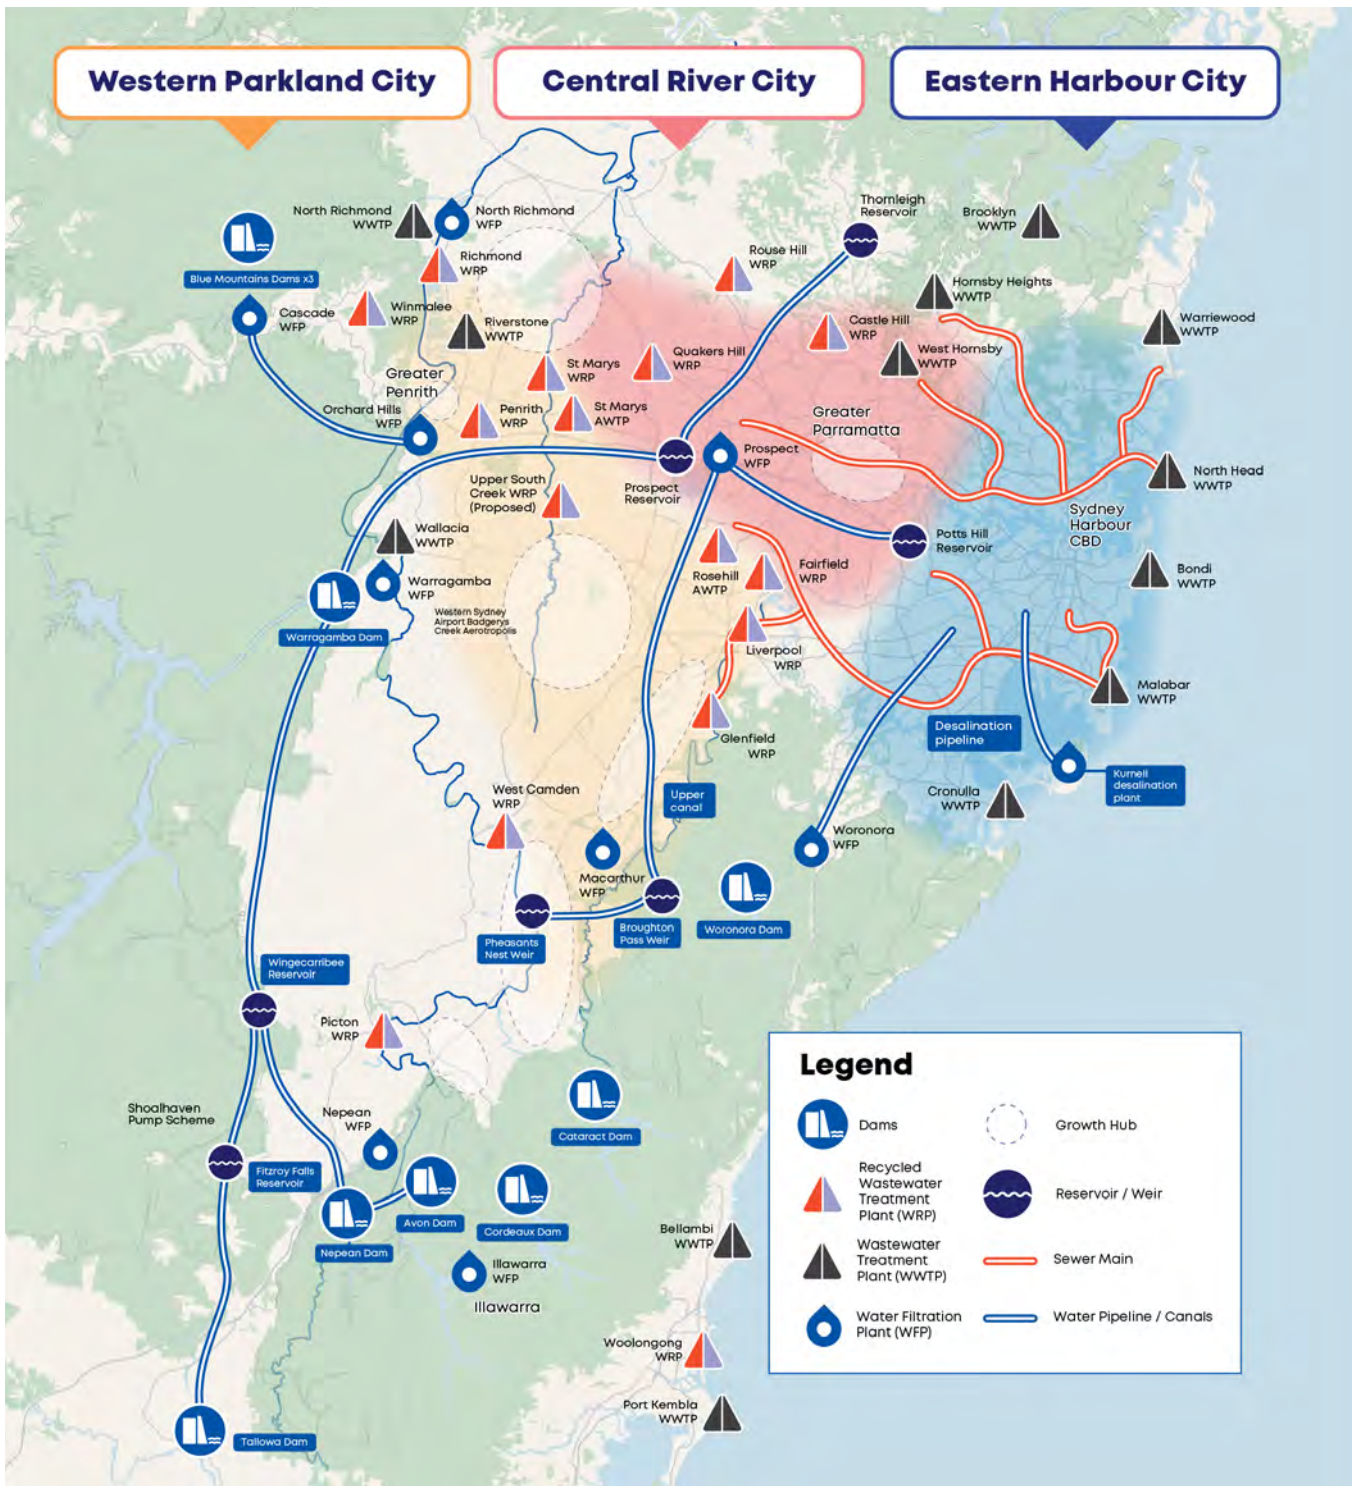 Western Parkland City
Central River City
Eastern Harbour City
North Richmond
WWTP
North Richmond
WFP
Thornleigh
Reservoir
Brooklyn
WWTP
Blue Mountains Dams x3
Richmond
WRP
Rouse Hill
WRP
Hornsby Heights
WWTP
Cascade
WFP
Winmalee
WRP
Riverstone
WWTP
Castle Hill
WRP
Warriewood
WWTP
West Hornsby
WWTP
Quakers Hill
WRP
St Marys
WRP
Greater
Penrith
Orchard Hills
WFP
Penrith
WRP
St Marys
AWTP
Greater
Parramatta
Prospect
WFP
Prospect
Reservoir
Upper South
Creek WRP
(Proposed)
North Head
WWTP
Sydney
Harbour
CBD
Wallacia
WWTP
Potts Hill
Reservoir
Bondi
WWTP
Warragamba
WFP
Rosehill
AWTP
Fairfield
WRP
Western Sydney
Airport Badgerys
Creek Aerotropolis
Warragamba Dam
Liverpool
WRP
Malabar
WWTP
Glenfield
WRP
Desalination
pipeline
Kurnell
desalination
plant
West Camden
WRP
Upper
canal
Cronulla
WWTP
Woronora
WFP
Macarthur
WFP
Pheasants
Nest Weir
Broughton
Pass Weir
Woronora Dam
Wingecarribee
Reservoir
Picton
WRP
Shoalhaven
Pump Scheme
Nepean
WFP
Cataract Dam
Fitzroy Falls
Reservoir
Avon Dam
Cordeaux Dam
Nepean Dam
Illawarra
WFP
Illawarra
Bellambi
WWTP
Woolongong
WRP
Port Kembla
WWTP
Tallowa Dam
Legend
Dams
Growth Hub
Recycled
Wastewater
Treatment
Plant (WRP)
Reservoir / Weir
Wastewater
Treatment
Plant (WWTP)
Sewer Main
Water Filtration
Plant (WFP)
Water Pipeline / Canals